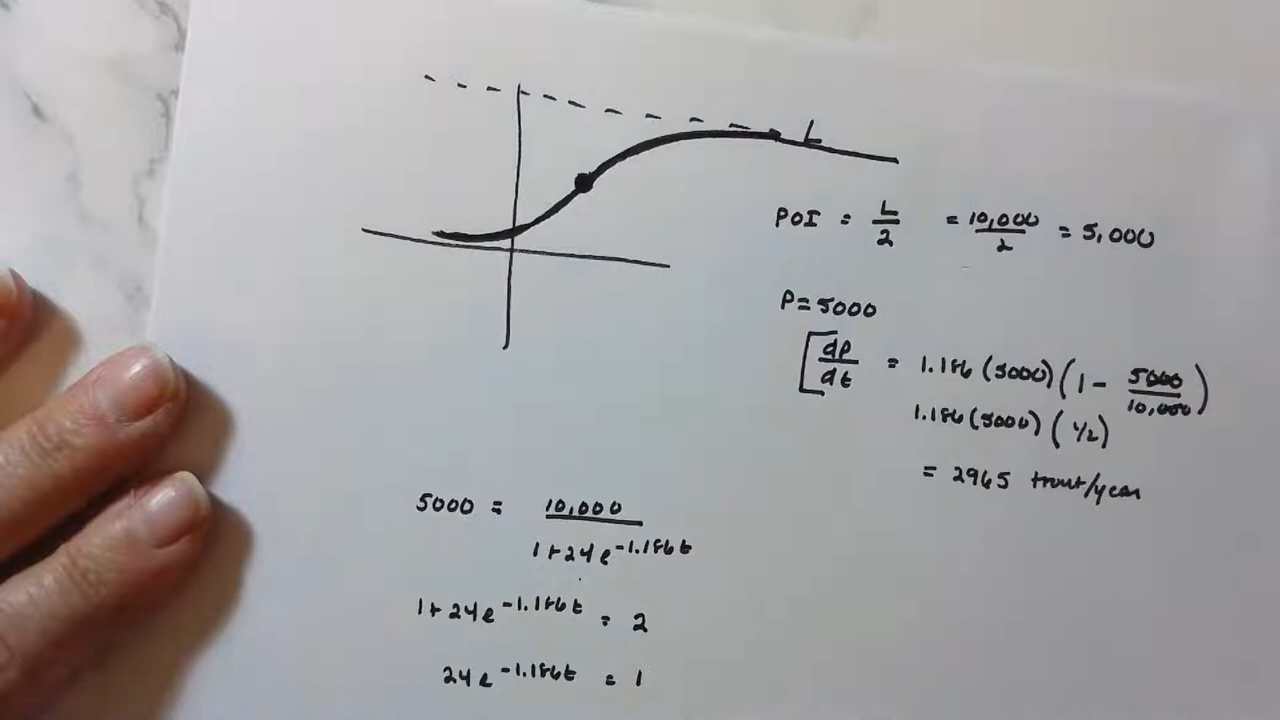 L
POI = L/2 = 10,000/2 = 5,000
P=5000
[dP/dt = 1.186 (5000) (1 - 5000/10,000)
1.186 (5000) (1/2)
= 2965 trout/year
5000 = 10,000/1+24e^-1.186t
1+24e^-1.186t = 2
24e^-1.186t = 1